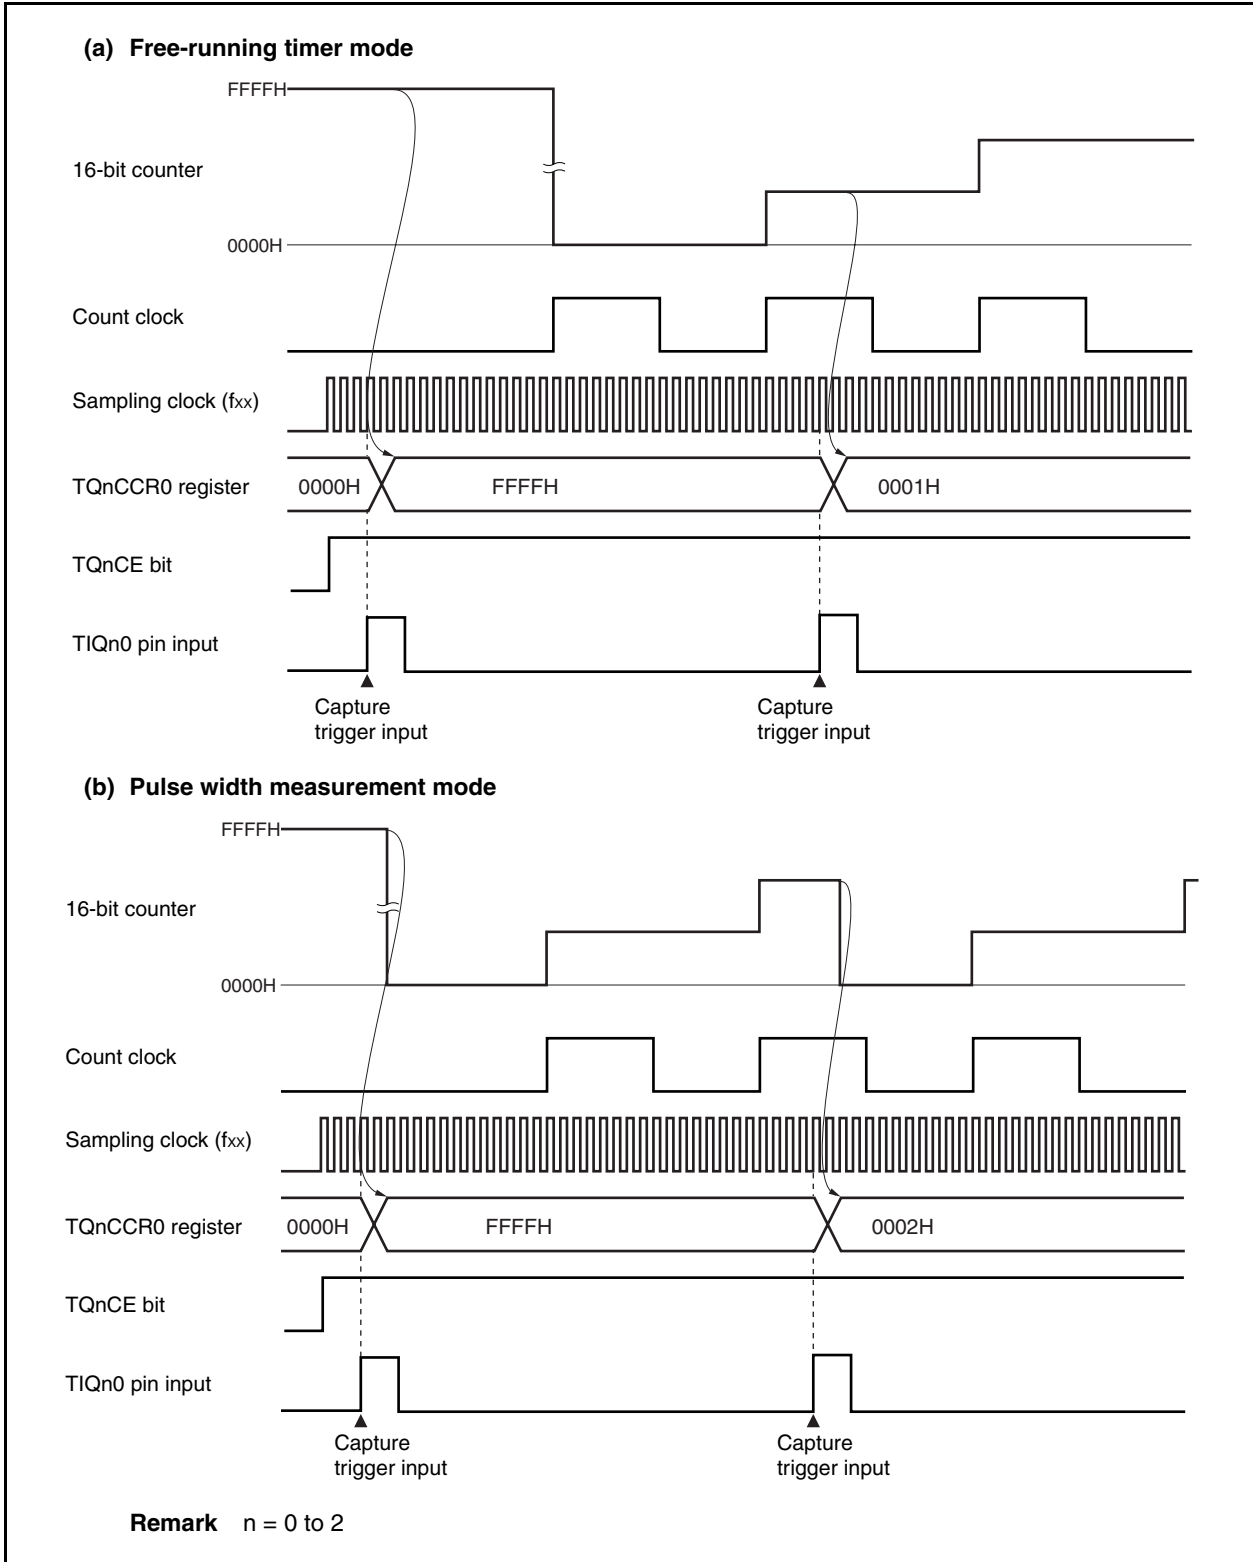 (a) Free-running timer mode
FFFFH
16-bit counter
0000H
Count clock
Sampling clock (fxx)
TQnCCR0 register
0000H
FFFFH
0001H
TQnCE bit
TIQn0 pin input
Capture
trigger input
Capture
trigger input
(b) Pulse width measurement mode
FFFFH
16-bit counter
0000H
Count clock
Sampling clock (fxx)
TQnCCR0 register
0000H
FFFFH
0002H
TQnCE bit
TIQn0 pin input
Capture
trigger input
Capture
trigger input
Remark n = 0 to 2